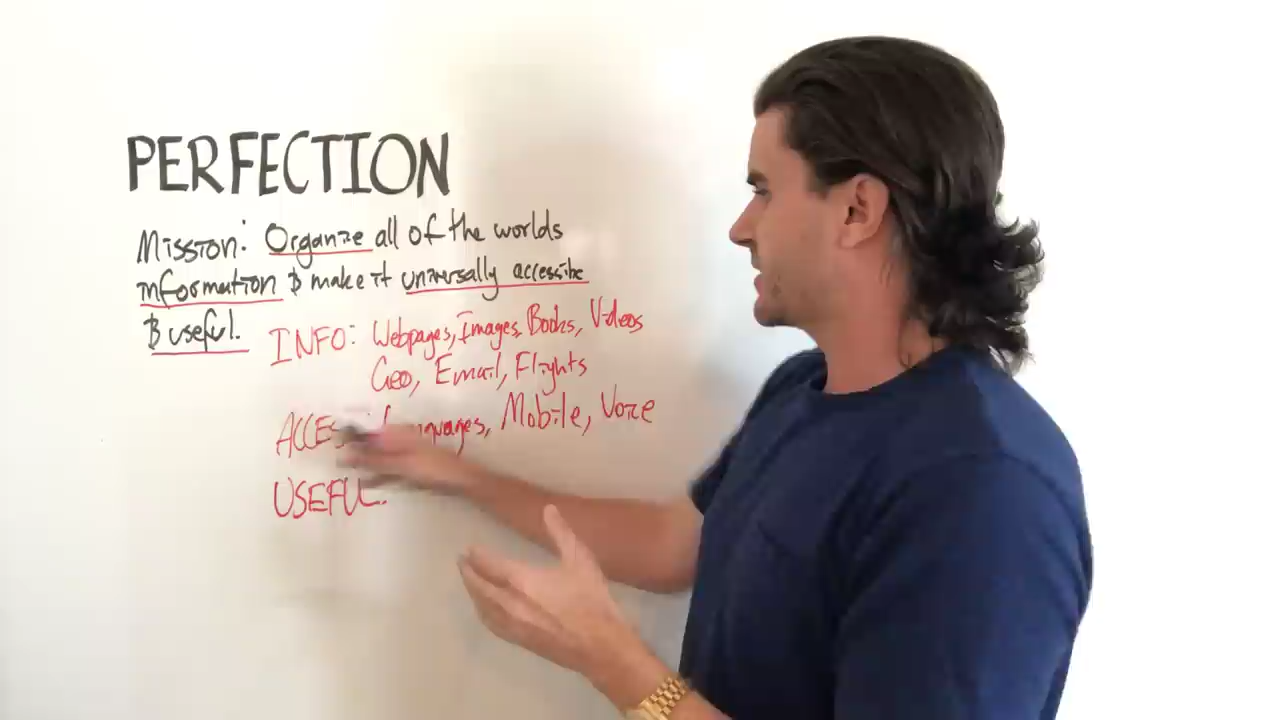 PERFECTION
Mission: Organize all of the worlds
information & make it universally accessible
& useful.
INFO: Webpages, Images, Books, Videos
Geo, Email, Flights
ACCESS Languages, Mobile, Voice
USEFUL: